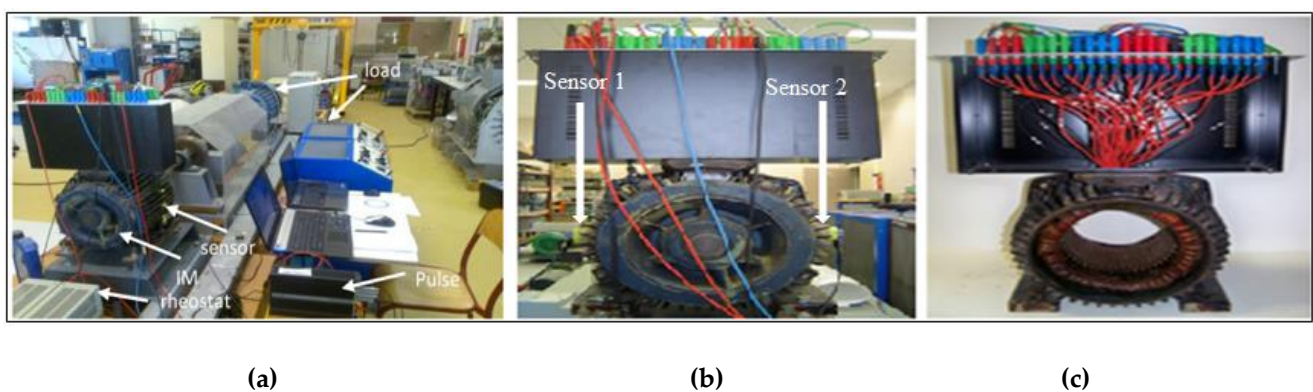 load
sensor
IM
rheostat
Pulse
Sensor 1
Sensor 2
(a)
(b)
(c)